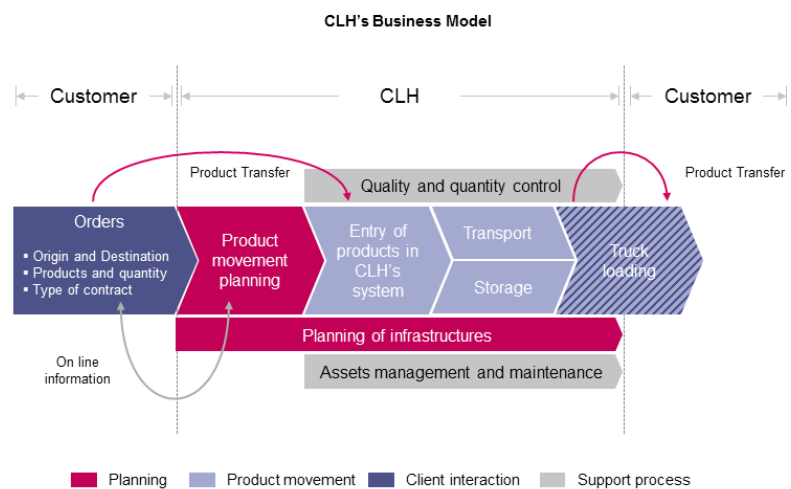 CLH's Business Model
Customer
CLH
Customer
Product Transfer
Quality and quantity control
Product Transfer
Orders
▪ Origin and Destination
▪ Products and quantity
▪ Type of contract
Product
movement
planning
Entry of
products in
CLH's
system
Transport
Storage
Truck
loading
Planning of infrastructures
On line
information
Assets management and maintenance
Planning
Product movement
Client interaction
Support process